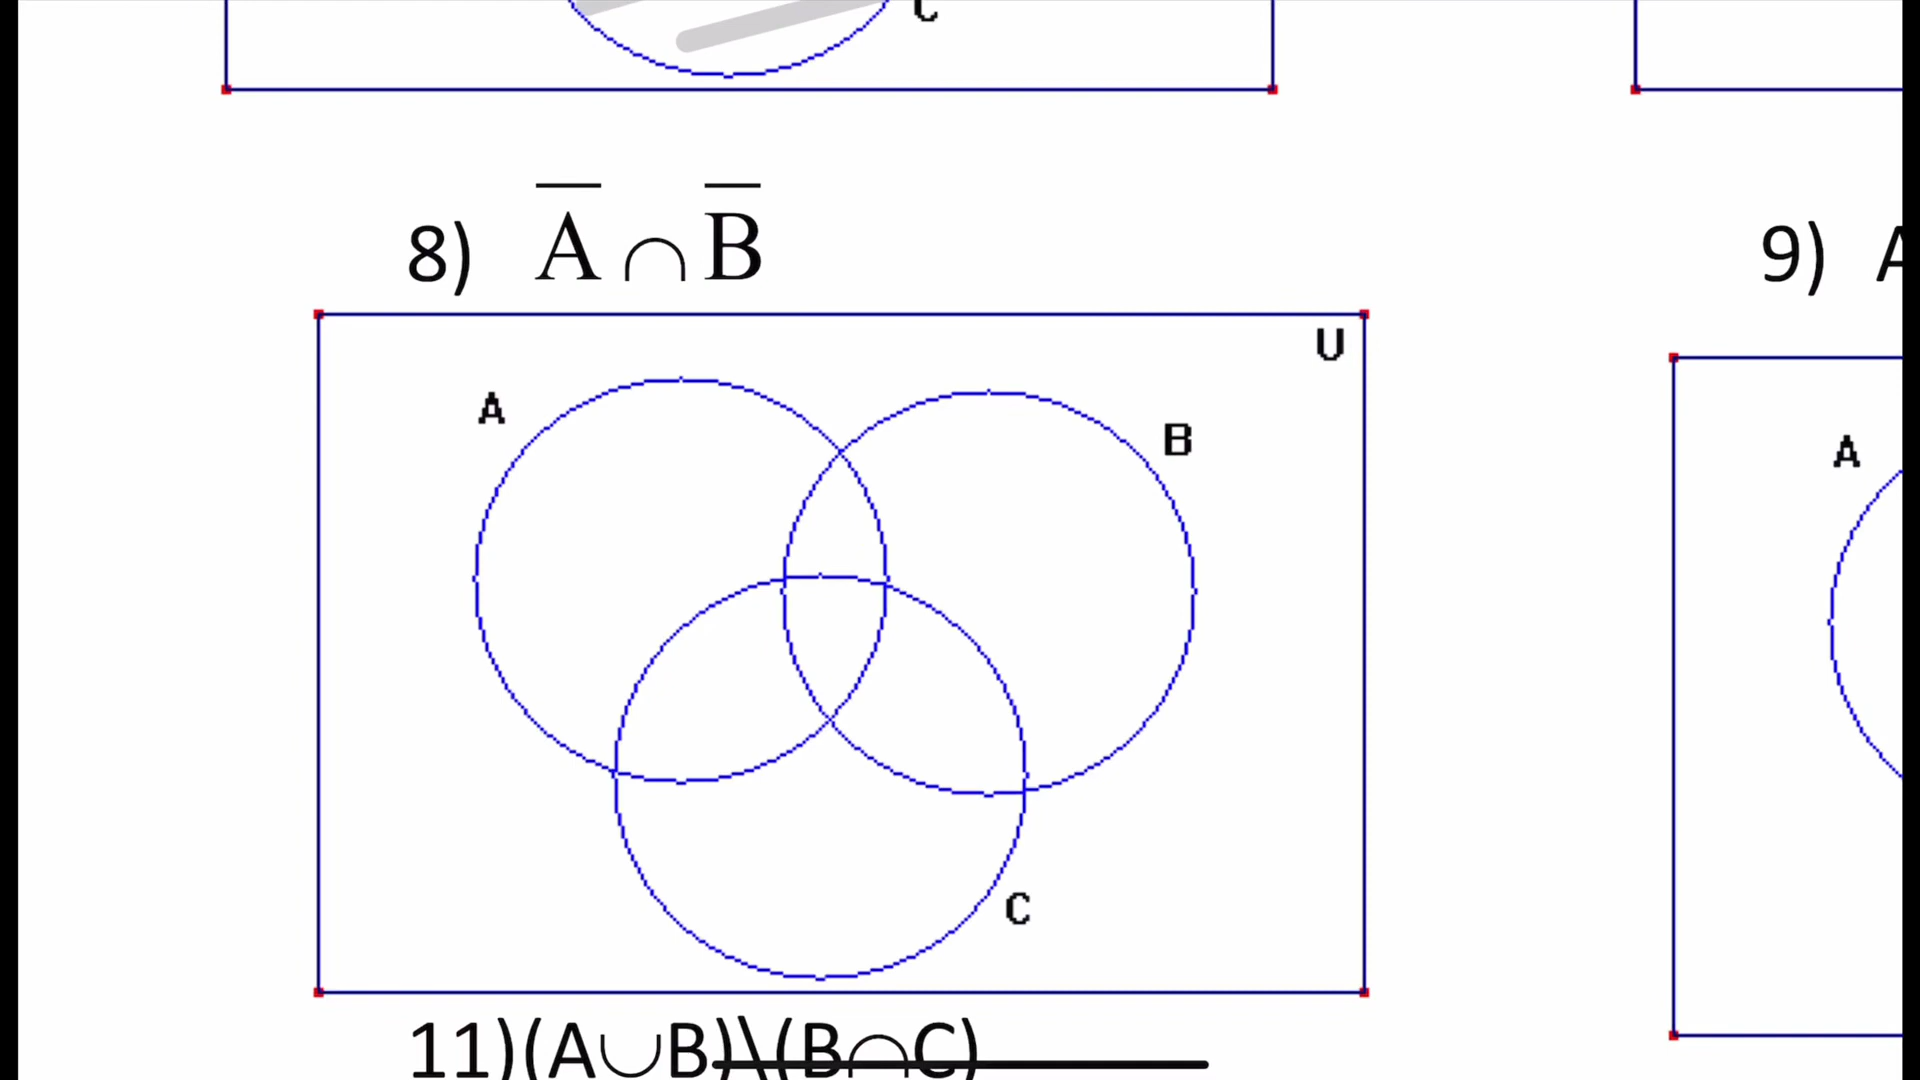 C
8) A̅ ∩ B̅
9) A
U
A
B
A
C
11)(A∪B)\(B∩C)